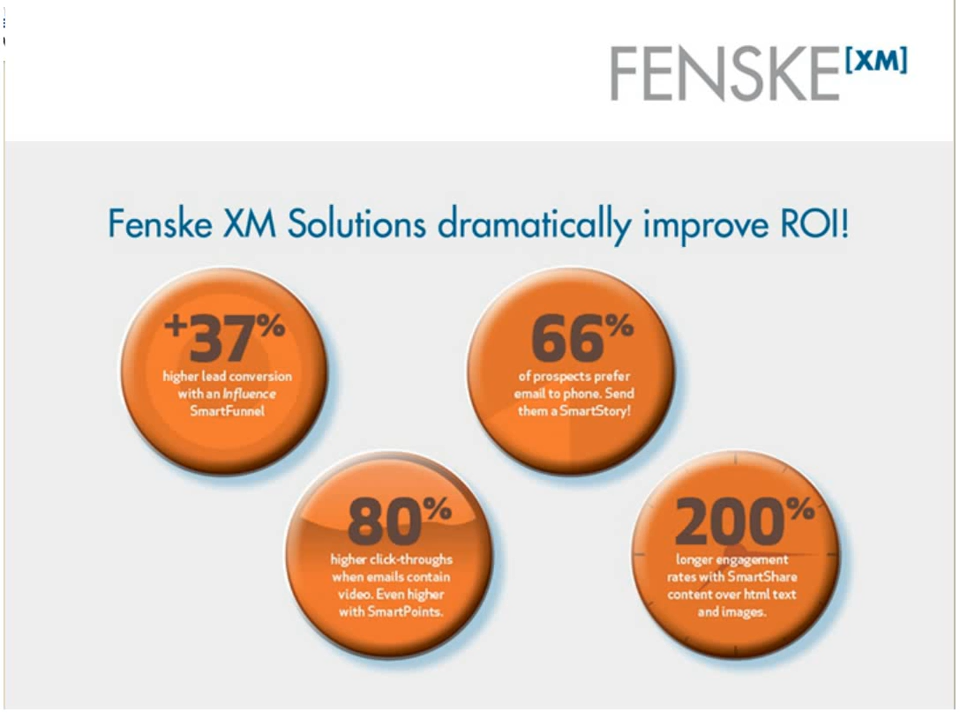 FENSKE[XM]
Fenske XM Solutions dramatically improve ROI!
+37%
higher lead conversion
with an Influence
SmartFunnel
66%
of prospects prefer
email to phone. Send
them a SmartStory!
80%
higher click-throughs
when emails contain
video. Even higher
with SmartPoints.
200%
longer engagement
rates with SmartShare
content over html text
and images.